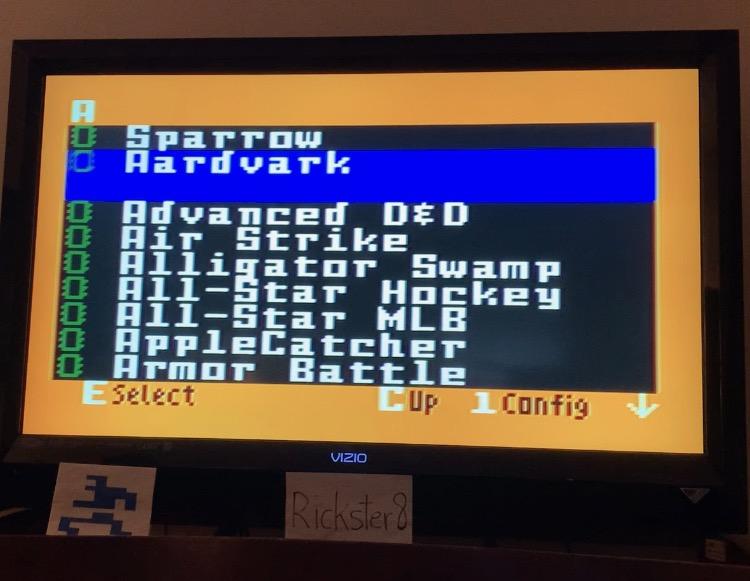 A
Sparrow
Aardvark
Advanced D&D
Air Strike
Alligator Swamp
All-Star Hockey
All-Star MLB
AppleCatcher
Armor Battle
E Select C Up 1 Config ↓
VIZIO
Rickster8